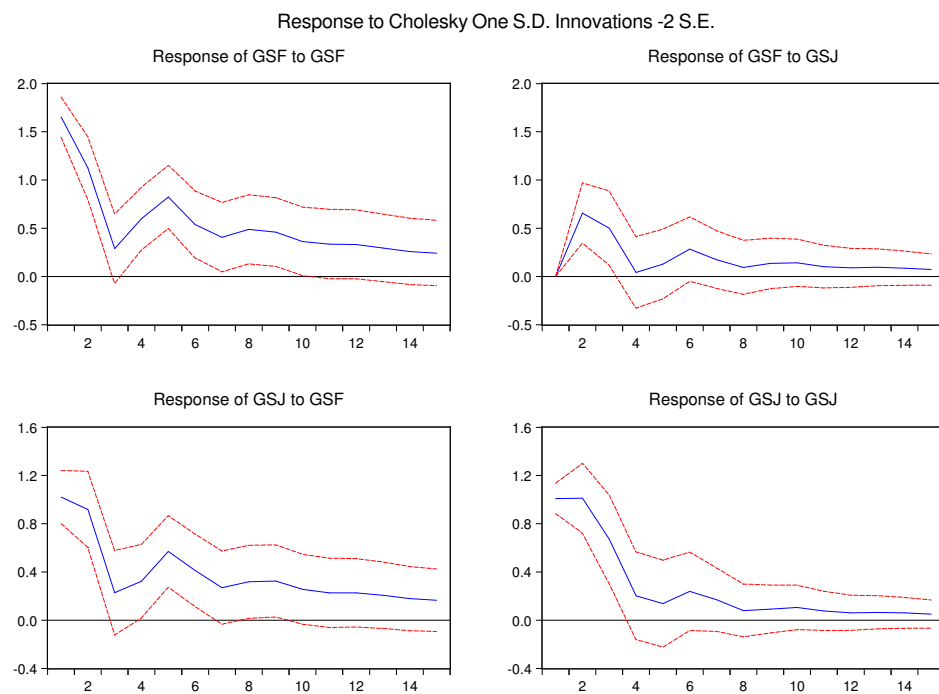 Response to Cholesky One S.D. Innovations -2 S.E.
Response of GSF to GSF
2.0
1.5
1.0
0.5
0.0
-0.5
2 4 6 8 10 12 14
Response of GSF to GSJ
2.0
1.5
1.0
0.5
0.0
-0.5
2 4 6 8 10 12 14
Response of GSJ to GSF
1.6
1.2
0.8
0.4
0.0
-0.4
2 4 6 8 10 12 14
Response of GSJ to GSJ
1.6
1.2
0.8
0.4
0.0
-0.4
2 4 6 8 10 12 14